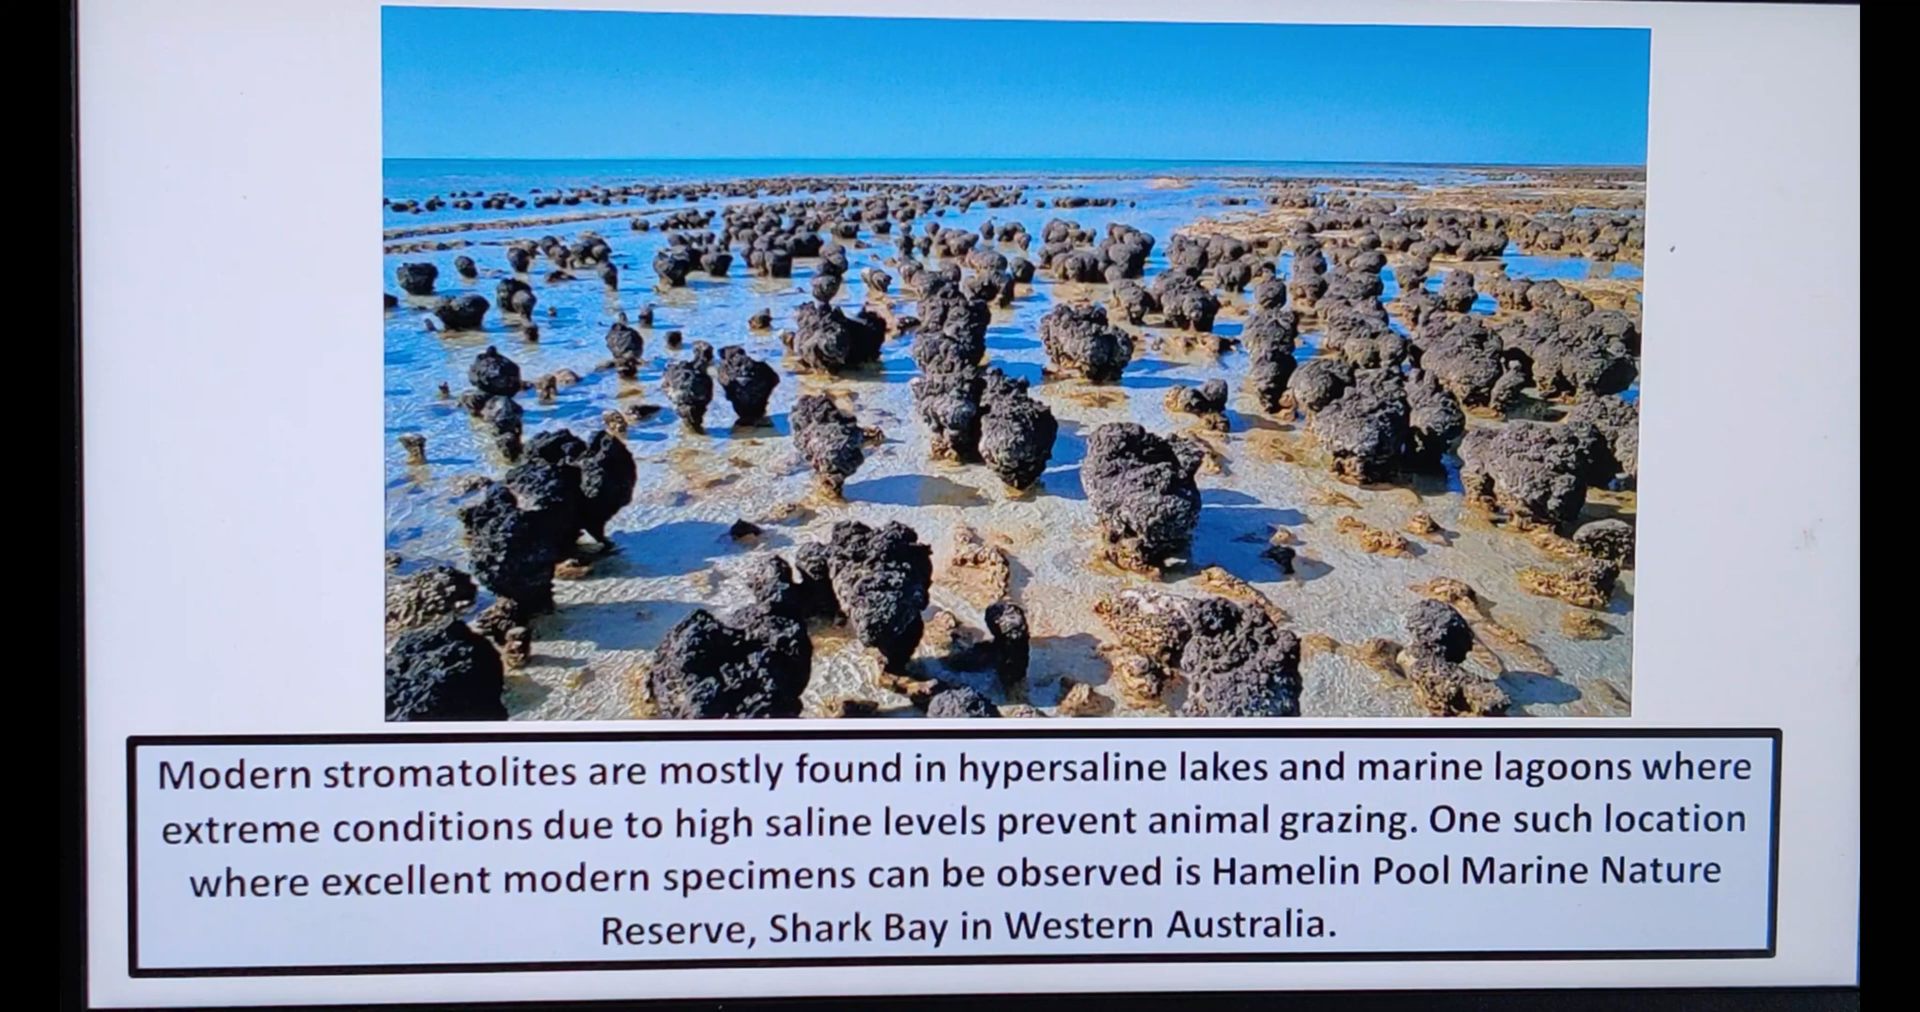 Modern stromatolites are mostly found in hypersaline lakes and marine lagoons where
extreme conditions due to high saline levels prevent animal grazing. One such location
where excellent modern specimens can be observed is Hamelin Pool Marine Nature
Reserve, Shark Bay in Western Australia.